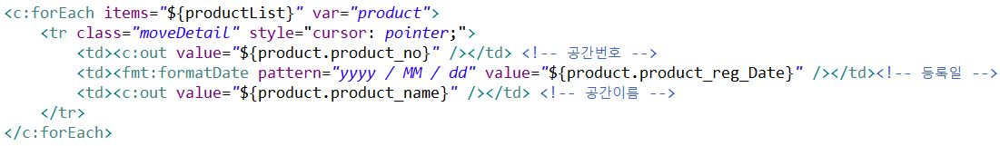 <c:forEach items="${productList}" var="product">
    <tr class="moveDetail" style="cursor: pointer;">
        <td><c:out value="${product.product_no}" /></td> <!-- 공간번호 -->
        <td><fmt:formatDate pattern="yyyy / MM / dd" value="${product.product_reg_Date}" /></td><!-- 등록일 -->
        <td><c:out value="${product.product_name}" /></td> <!-- 공간이름 -->
    </tr>
</c:forEach>